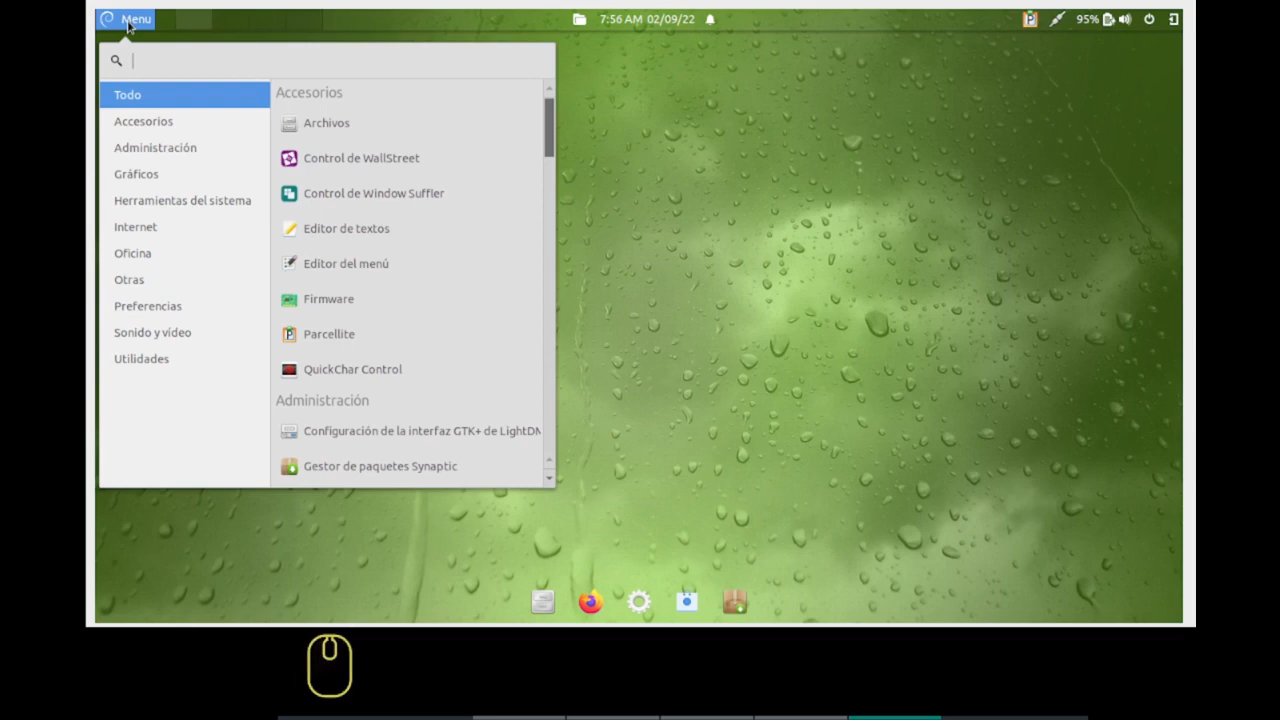 Menu
7:56 AM 02/09/22
95%
Todo
Accesorios
Administración
Gráficos
Herramientas del sistema
Internet
Oficina
Otras
Preferencias
Sonido y vídeo
Utilidades
Accesorios
Archivos
Control de WallStreet
Control de Window Suffler
Editor de textos
Editor del menú
Firmware
Parcellite
QuickChar Control
Administración
Configuración de la interfaz GTK+ de LightDM
Gestor de paquetes Synaptic